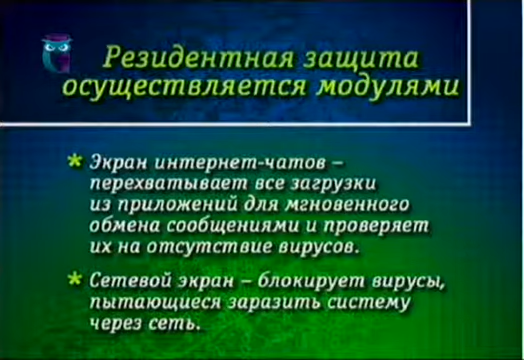 Резидентная защита
осуществляется модулями
* Экран интернет-чатов –
перехватывает все загрузки
из приложений для мгновенного
обмена сообщениями и проверяет
их на отсутствие вирусов.
* Сетевой экран – блокирует вирусы,
пытающиеся заразить систему
через сеть.